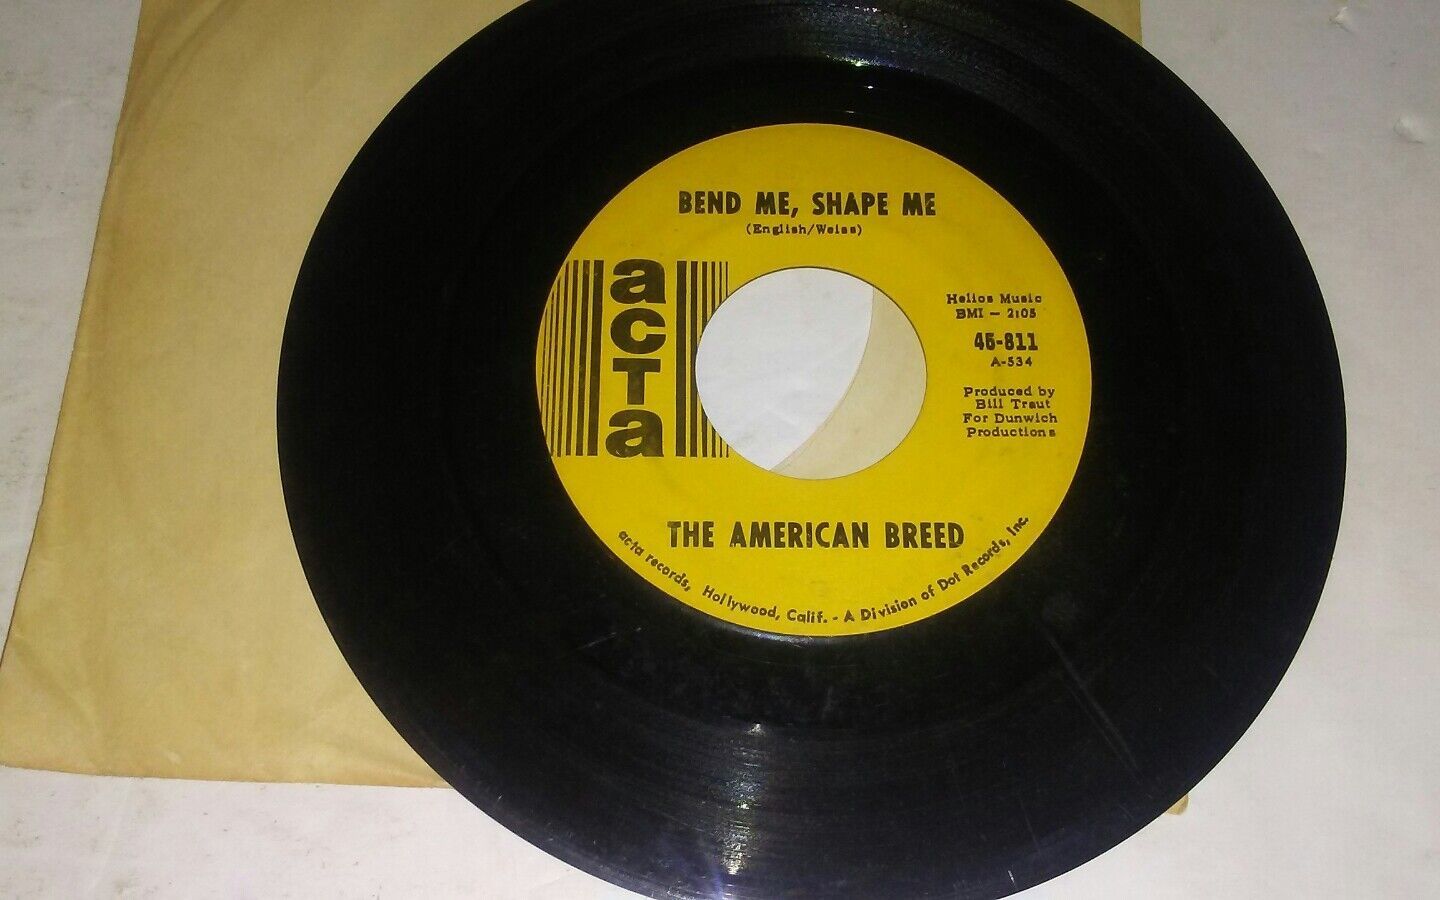 BEND ME, SHAPE ME
(English/Weiss)
acta
Helios Music
BMI - 2:05
45-811
A-534
Produced by
Bill Traut
For Dunwich
Productions
THE AMERICAN BREED
acta records, Hollywood, Calif. - A Division of Dot Records, Inc.